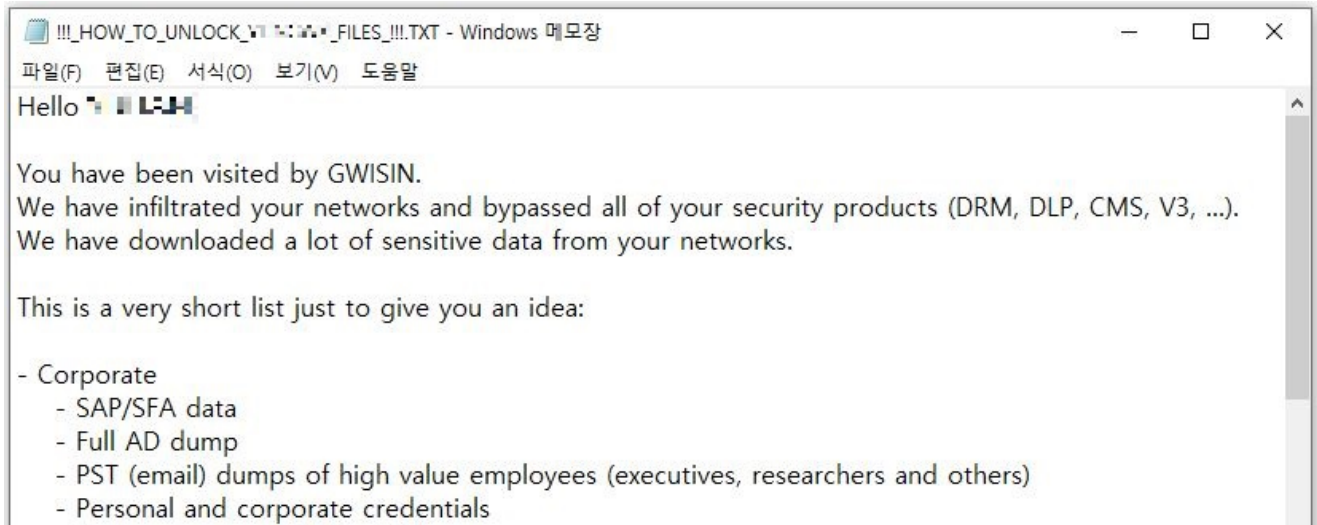 !!!_HOW_TO_UNLOCK_ _FILES_!!!.TXT - Windows 메모장
파일(F) 편집(E) 서식(O) 보기(V) 도움말
Hello
You have been visited by GWISIN.
We have infiltrated your networks and bypassed all of your security products (DRM, DLP, CMS, V3, ...).
We have downloaded a lot of sensitive data from your networks.
This is a very short list just to give you an idea:
- Corporate
- SAP/SFA data
- Full AD dump
- PST (email) dumps of high value employees (executives, researchers and others)
- Personal and corporate credentials